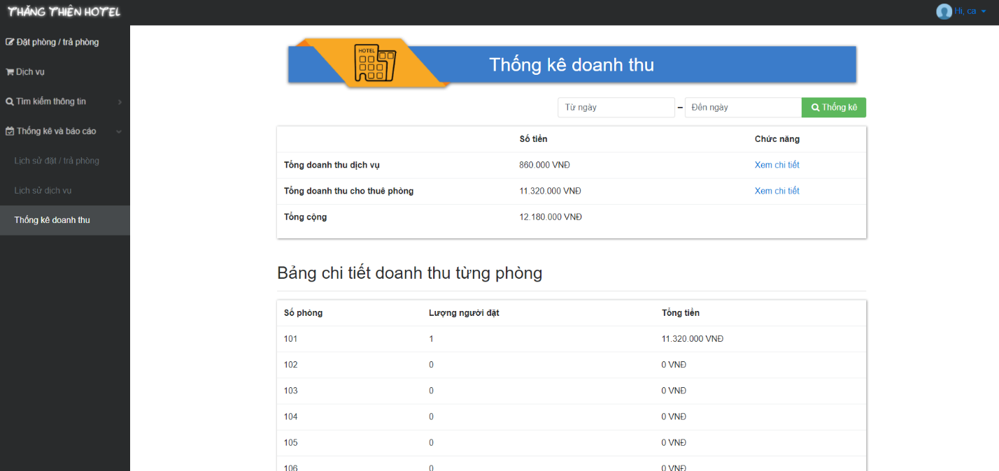 THĂNG THIÊN HOTEL
Hi, ca
Đặt phòng / trả phòng
Dịch vụ
Tìm kiếm thông tin
Thống kê và báo cáo
Lịch sử đặt / trả phòng
Lịch sử dịch vụ
Thống kê doanh thu
HOTEL
Thống kê doanh thu
Từ ngày – Đến ngày Thống kê
Số tiền Chức năng
Tổng doanh thu dịch vụ 860.000 VNĐ Xem chi tiết
Tổng doanh thu cho thuê phòng 11.320.000 VNĐ Xem chi tiết
Tổng cộng 12.180.000 VNĐ
Bảng chi tiết doanh thu từng phòng
Số phòng Lượng người đặt Tổng tiền
101 1 11.320.000 VNĐ
102 0 0 VNĐ
103 0 0 VNĐ
104 0 0 VNĐ
105 0 0 VNĐ
106 0 0 VNĐ